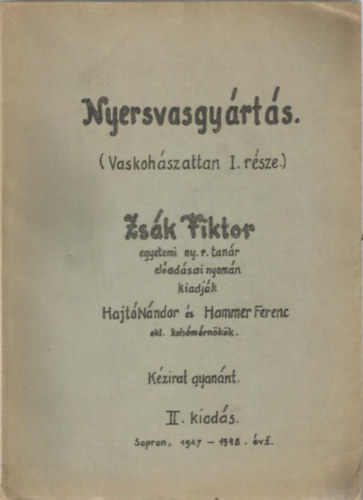 Nyersvasgyártás.
(Vaskohászattan I. része.)
Zsák Viktor
egyetemi ny. r. tanár
előadásai nyomán
kiadják
Hajtó Nándor és Hammer Ferenc
okl. kohómérnökök.
Kézirat gyanánt.
II. kiadás.
Sopron, 1947 – 1948. évf.